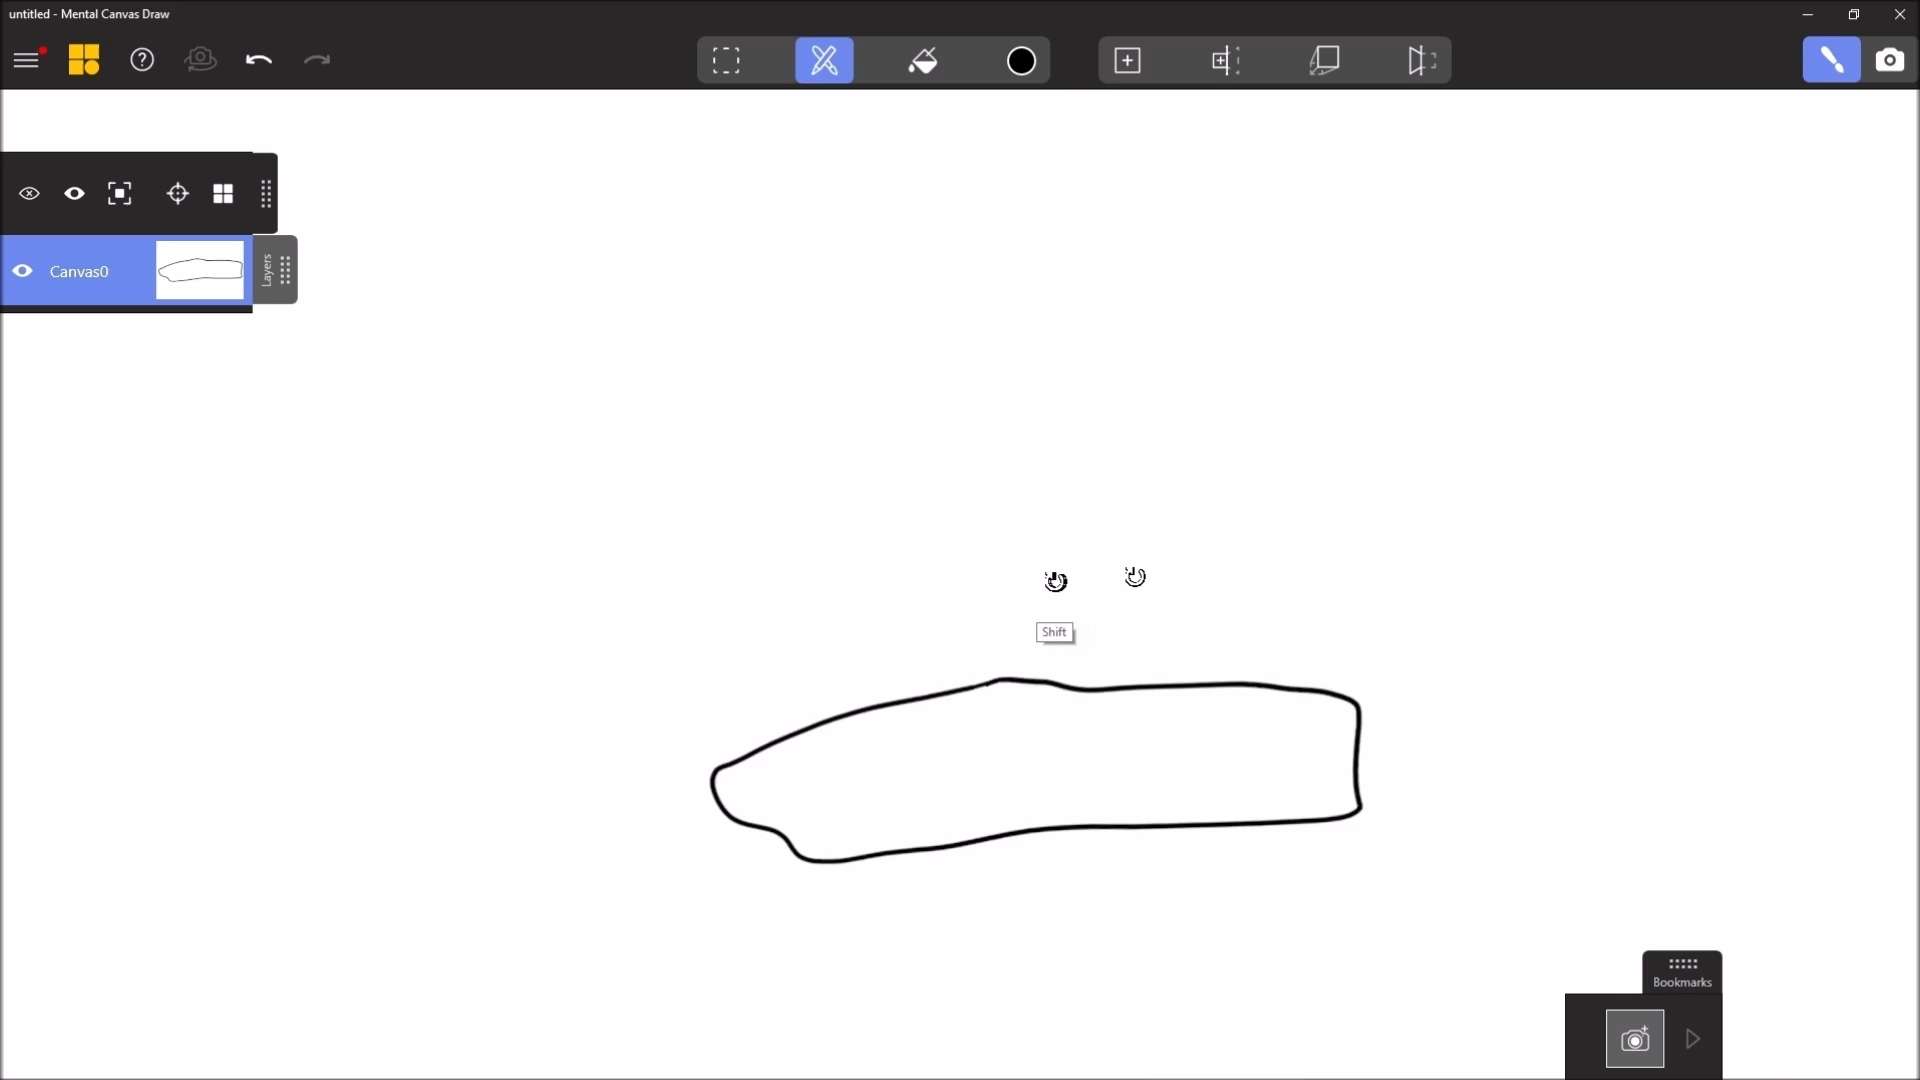 untitled - Mental Canvas Draw
Canvas0
Layers
Shift
Bookmarks